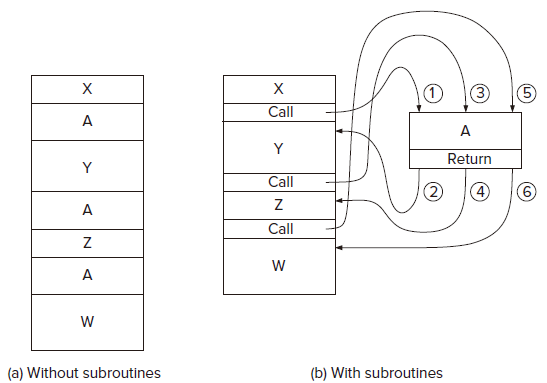 X
A
Y
A
Z
A
W
(a) Without subroutines
X
Call
Y
Call
Z
Call
W
1
3
5
A
Return
2
4
6
(b) With subroutines